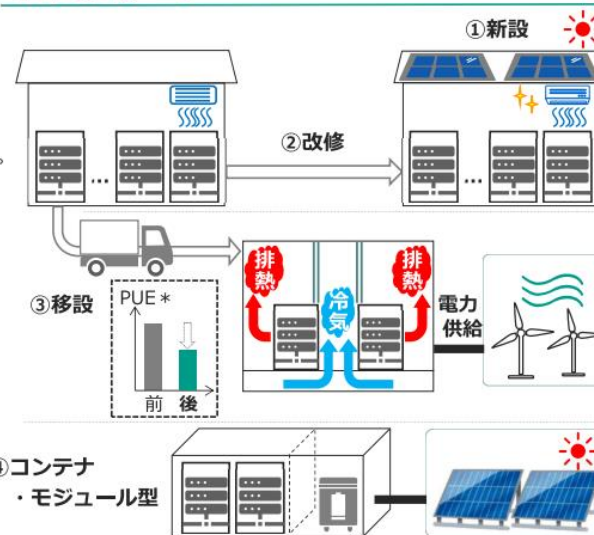 ①新設
②改修
…
…
。
③移設
PUE＊
前
後
排熱
冷気
排熱
電力
供給
④コンテナ
・モジュール型